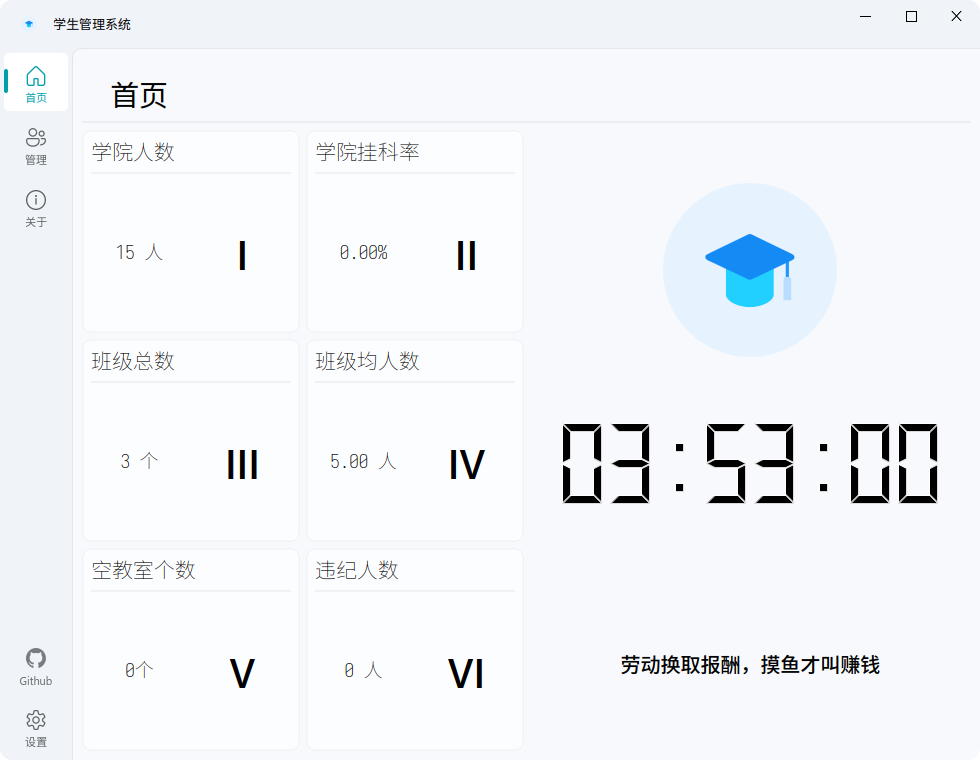 学生管理系统
首页
管理
关于
Github
设置
首页
学院人数
15 人
I
学院挂科率
0.00%
II
班级总数
3 个
III
班级均人数
5.00 人
IV
空教室个数
0个
V
违纪人数
0 人
VI
03:53:00
劳动换取报酬，摸鱼才叫赚钱